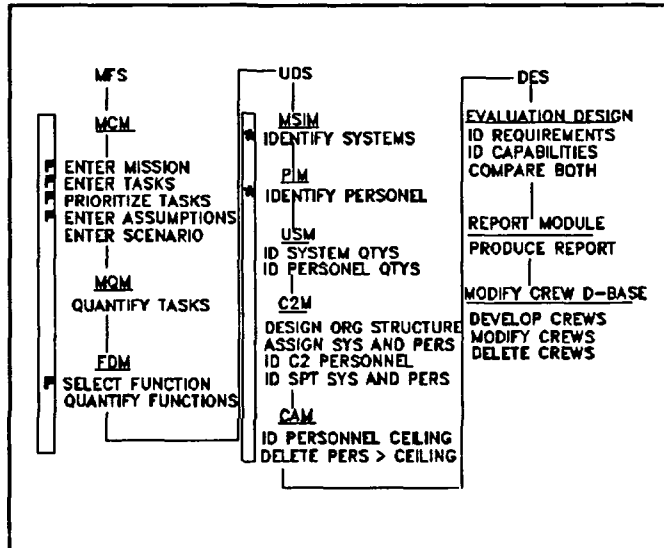 MFS
MCM
ENTER MISSION
ENTER TASKS
PRIORITIZE TASKS
ENTER ASSUMPTIONS
ENTER SCENARIO
MQM
QUANTIFY TASKS
FDM
SELECT FUNCTION
QUANTIFY FUNCTIONS
UDS
MSIM
* IDENTIFY SYSTEMS
PIM
* IDENTIFY PERSONEL
USM
ID SYSTEM QTYS
ID PERSONEL QTYS
C2M
DESIGN ORG STRUCTURE
ASSIGN SYS AND PERS
ID C2 PERSONNEL
ID SPT SYS AND PERS
CAM
ID PERSONNEL CEILING
DELETE PERS > CEILING
DES
EVALUATION DESIGN
ID REQUIREMENTS
ID CAPABILITIES
COMPARE BOTH
REPORT MODULE
PRODUCE REPORT
MODIFY CREW D-BASE
DEVELOP CREWS
MODIFY CREWS
DELETE CREWS